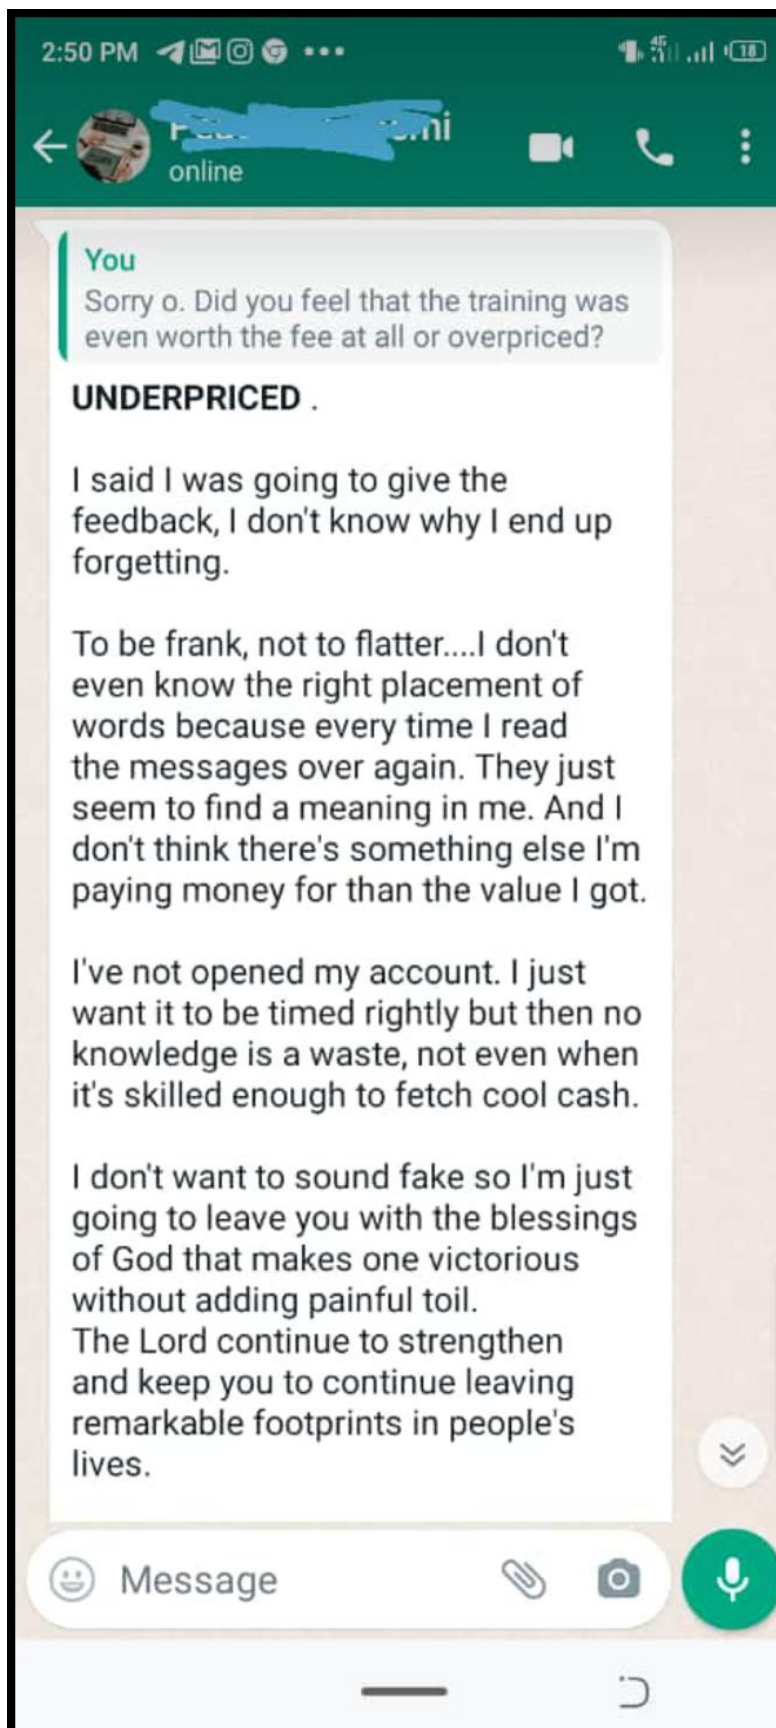 2:50 PM
4G
18
online
You
Sorry o. Did you feel that the training was
even worth the fee at all or overpriced?
UNDERPRICED .
I said I was going to give the
feedback, I don't know why I end up
forgetting.
To be frank, not to flatter....I don't
even know the right placement of
words because every time I read
the messages over again. They just
seem to find a meaning in me. And I
don't think there's something else I'm
paying money for than the value I got.
I've not opened my account. I just
want it to be timed rightly but then no
knowledge is a waste, not even when
it's skilled enough to fetch cool cash.
I don't want to sound fake so I'm just
going to leave you with the blessings
of God that makes one victorious
without adding painful toil.
The Lord continue to strengthen
and keep you to continue leaving
remarkable footprints in people's
lives.
Message